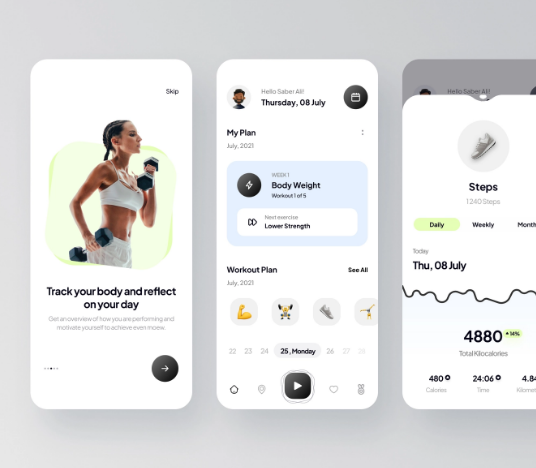 Skip
Track your body and reflect
on your day
Get an overview of how you are performing and
motivate yourself to achieve even moew.
Hello Saber Ali!
Thursday, 08 July
My Plan
July, 2021
WEEK 1
Body Weight
Workout 1 of 5
Next exercise
Lower Strength
Workout Plan
See All
July, 2021
22 23 24 25, Monday 26 27 28
Hello Saber Ali!
Steps
1240 Steps
Daily Weekly Month
Today
Thu, 08 July
4880 14%
Total Kilocalories
480 24:06 4.84
Calories Time Kilomet